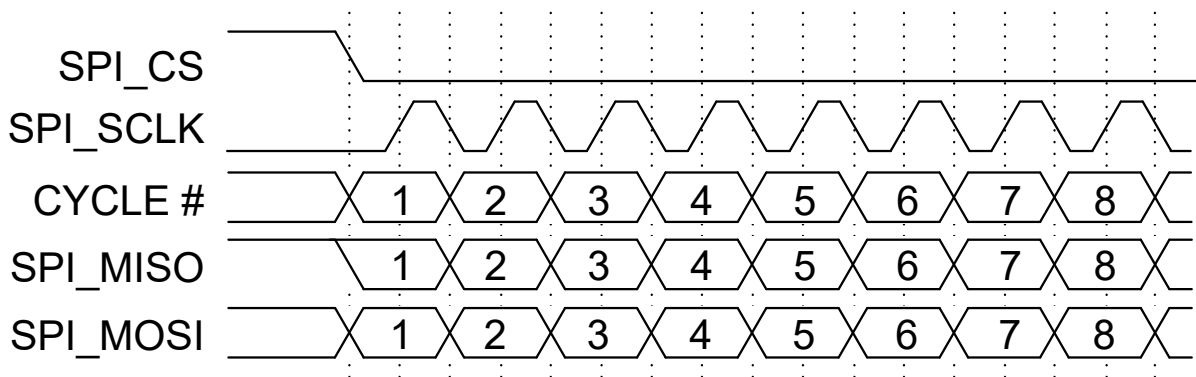 SPI_CS
SPI_SCLK
CYCLE # 1 2 3 4 5 6 7 8
SPI_MISO 1 2 3 4 5 6 7 8
SPI_MOSI 1 2 3 4 5 6 7 8